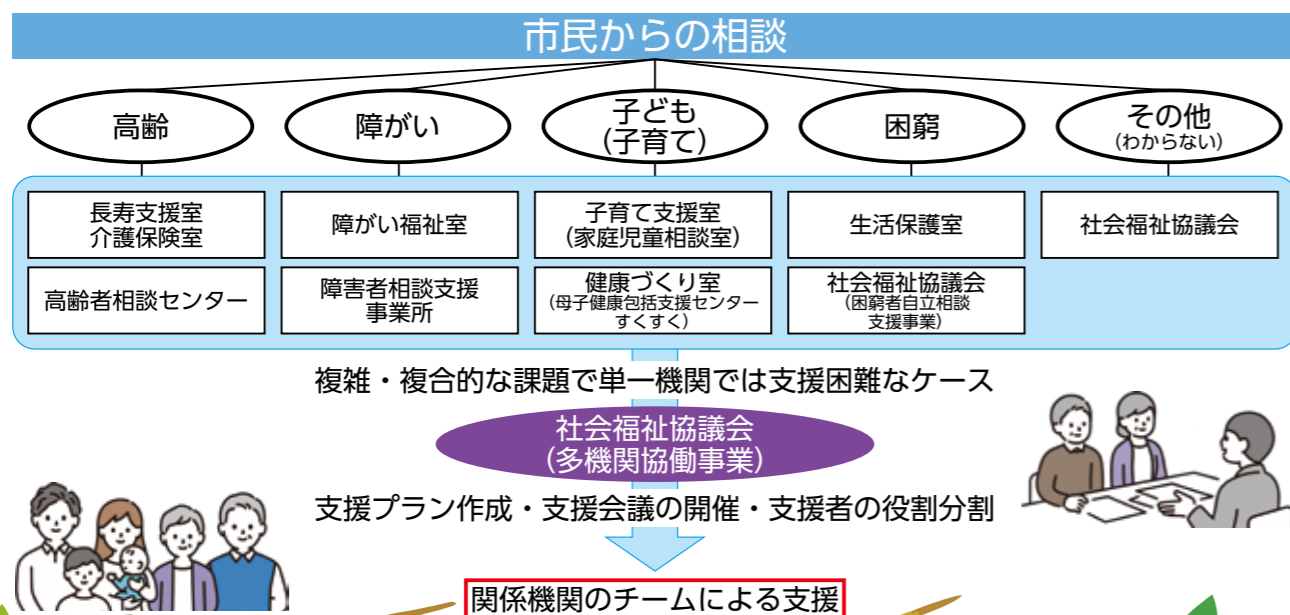 市民からの相談
高齢
障がい
子ども
(子育て)
困窮
その他
(わからない)
長寿支援室
介護保険室
障がい福祉室
子育て支援室
(家庭児童相談室)
生活保護室
社会福祉協議会
高齢者相談センター
障害者相談支援
事業所
健康づくり室
(母子健康包括支援センター
すくすく)
社会福祉協議会
(困窮者自立相談
支援事業)
複雑・複合的な課題で単一機関では支援困難なケース
社会福祉協議会
(多機関協働事業)
支援プラン作成・支援会議の開催・支援者の役割分割
関係機関のチームによる支援